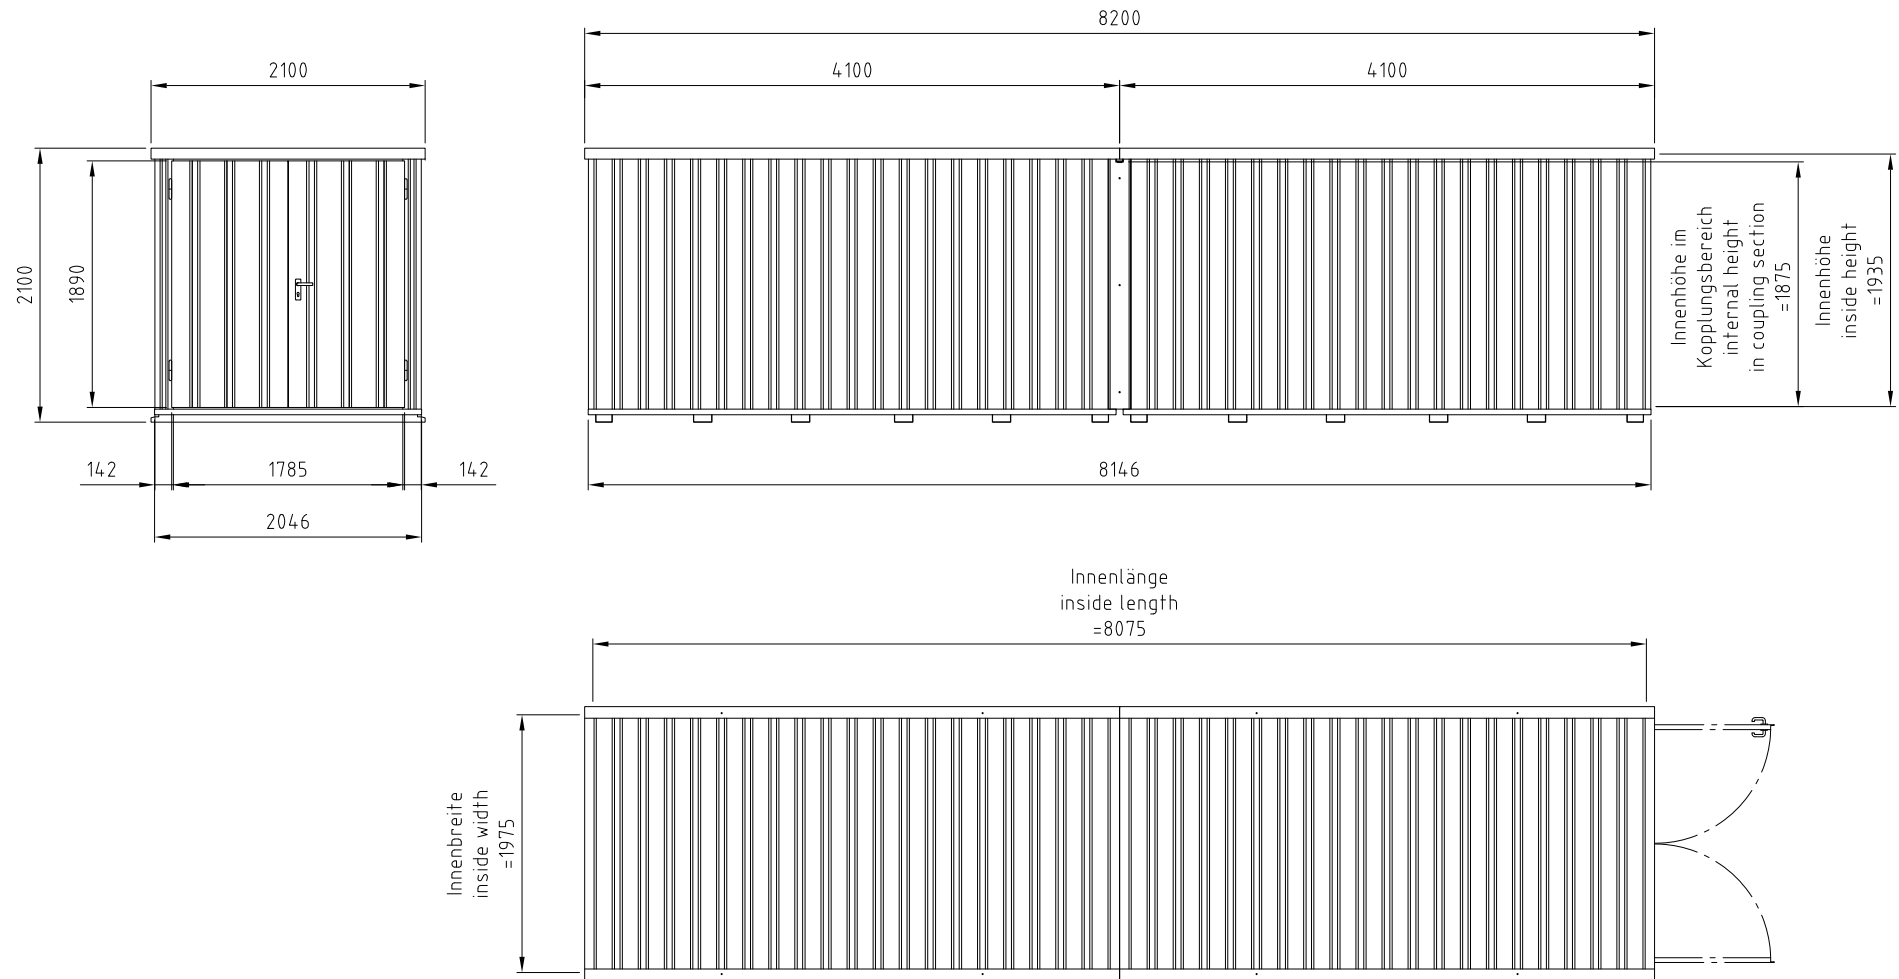 8200
2100
4100
4100
2100
1890
Innenhöhe im
Kopplungsbereich
internal height
in coupling section
=1875
Innenhöhe
inside height
=1935
142
1785
142
8146
2046
Innenlänge
inside length
=8075
Innenbreite
inside width
=1975